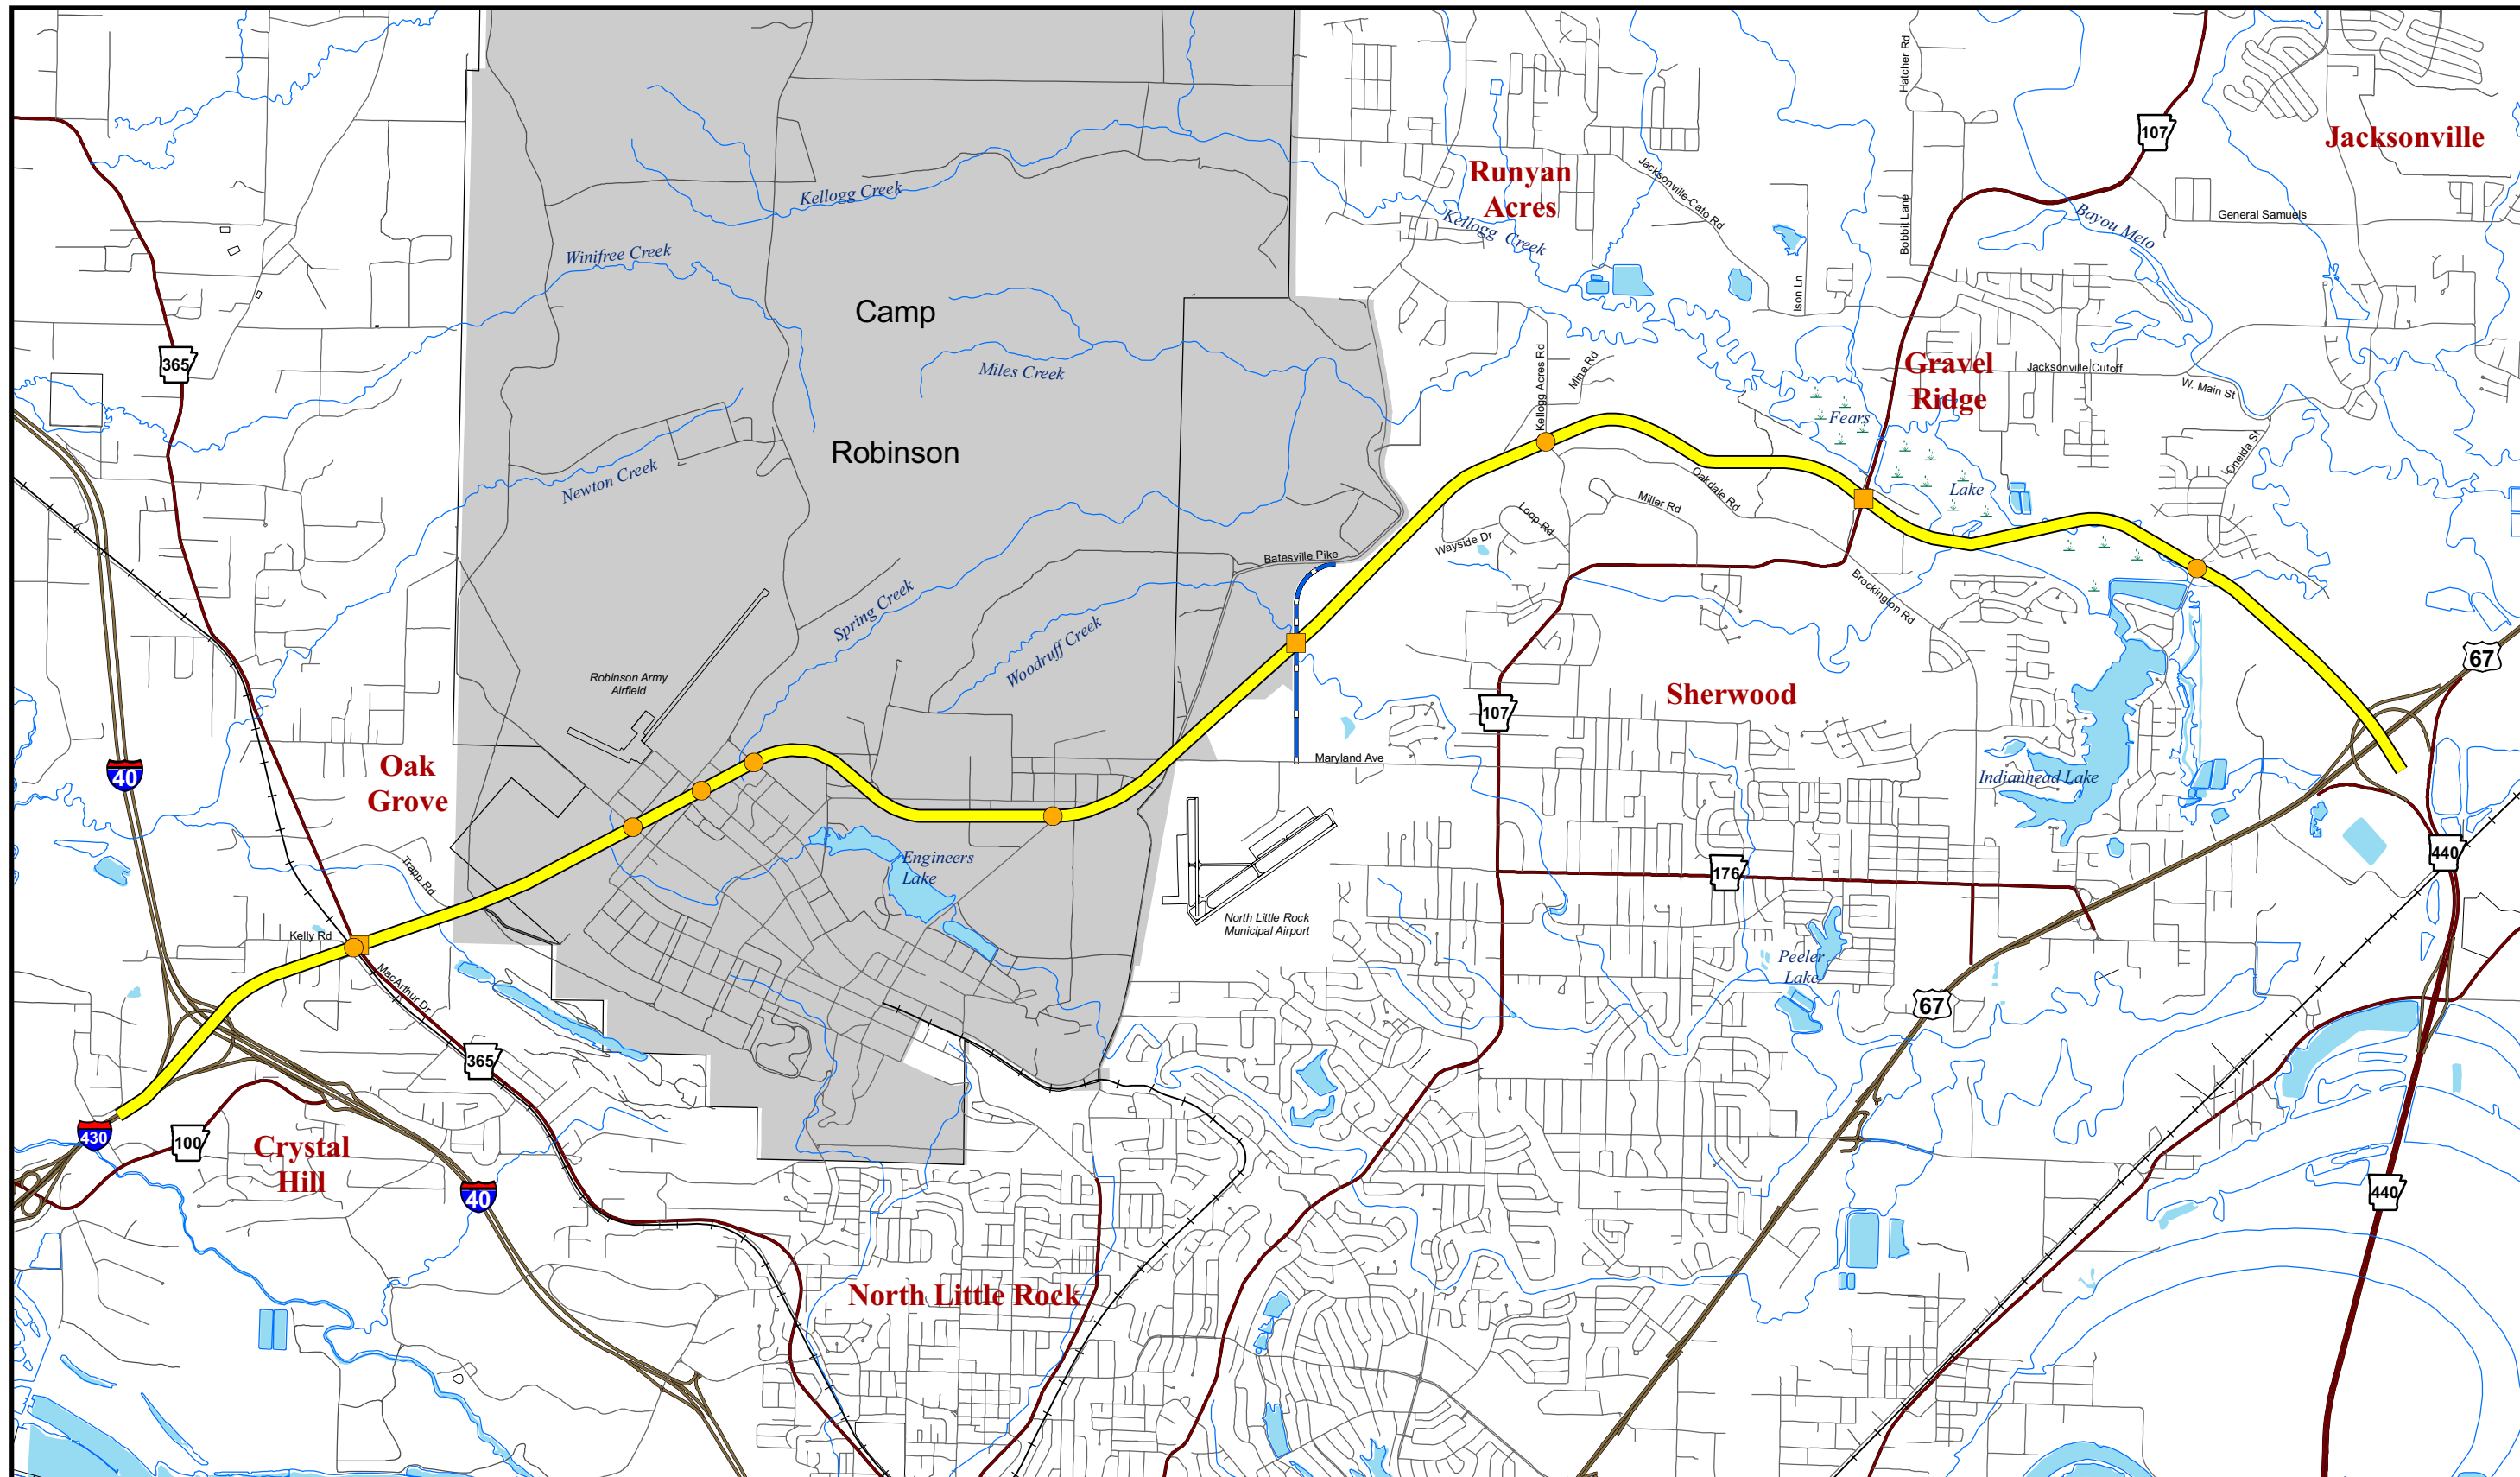 Hatcher Rd
107
Jacksonville
Runyan
Acres
Jacksonville-Cato Rd
Kellogg Creek
Kellogg Creek
Bobbit Lane
Bayou Meto
General Samuels
Winifree Creek
Camp
Ison Ln
365
Miles Creek
Kellogg Acres Rd
Mine Rd
Gravel
Ridge
Jacksonville Cutoff
W. Main St
Fears
Robinson
Oneida St
Newton Creek
Lake
Oakdale Rd
Miller Rd
Loop Rd
Wayside Dr
Batesville Pike
Brockington Rd
Spring Creek
Woodruff Creek
67
Robinson Army
Airfield
Sherwood
107
Oak
Grove
40
Maryland Ave
Indianhead Lake
Engineers
Lake
440
Trapp Rd
176
North Little Rock
Municipal Airport
Kelly Rd
Peeler
Lake
MacArthur Dr
67
365
430
100
Crystal
Hill
40
440
North Little Rock